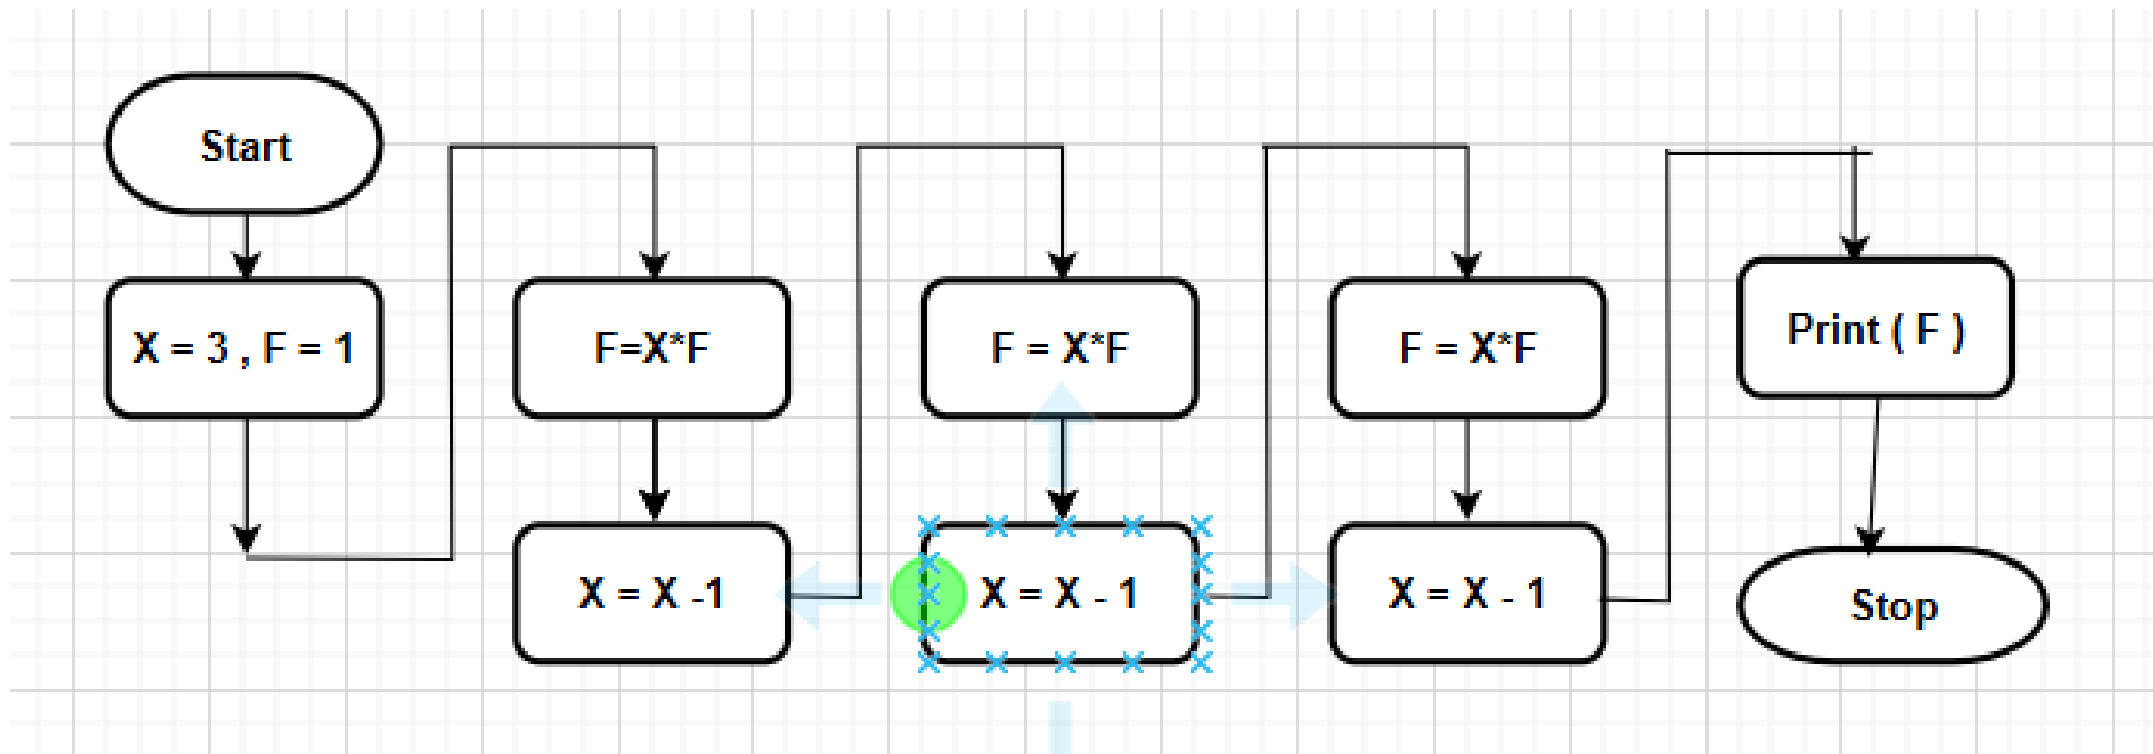 Start
X = 3 , F = 1
F=X*F
X = X -1
F = X*F
X = X - 1
F = X*F
X = X - 1
Print ( F )
Stop